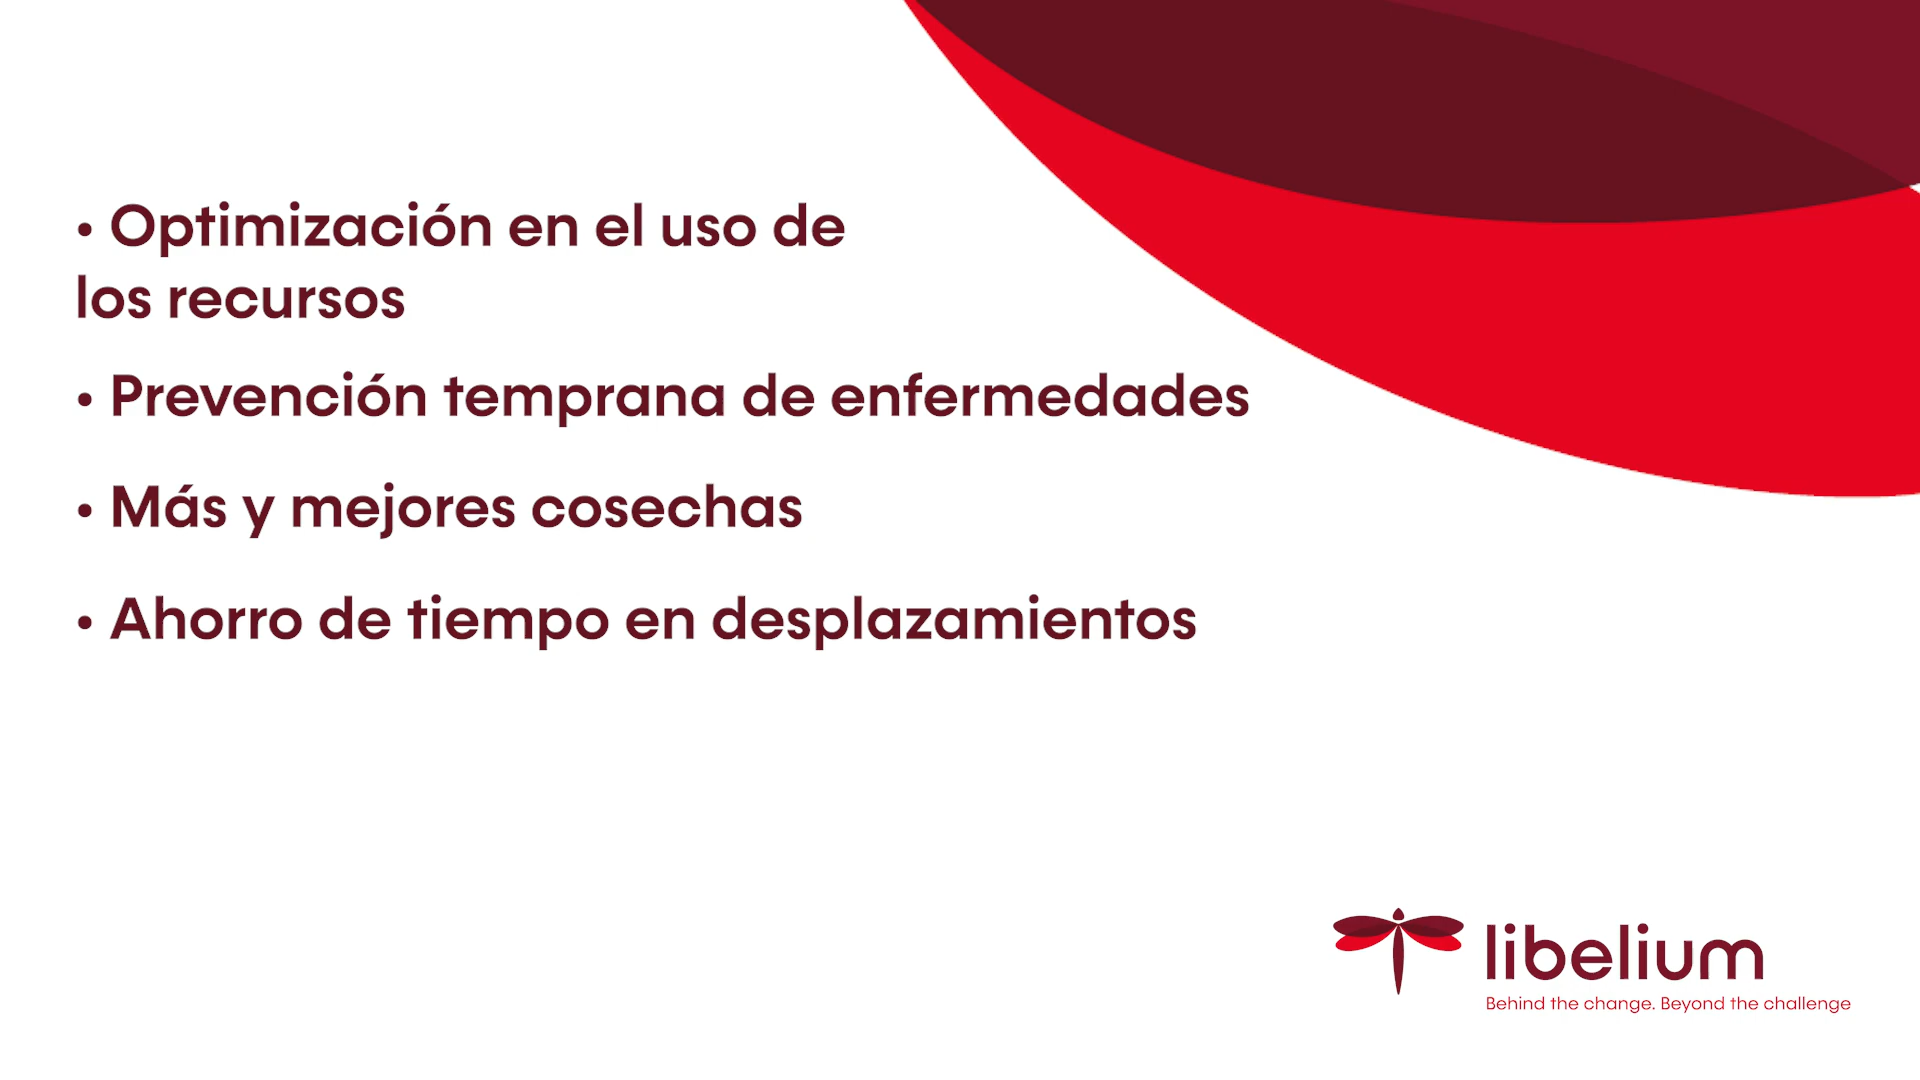 • Optimización en el uso de
los recursos
• Prevención temprana de enfermedades
• Más y mejores cosechas
• Ahorro de tiempo en desplazamientos
libelium
Behind the change. Beyond the challenge